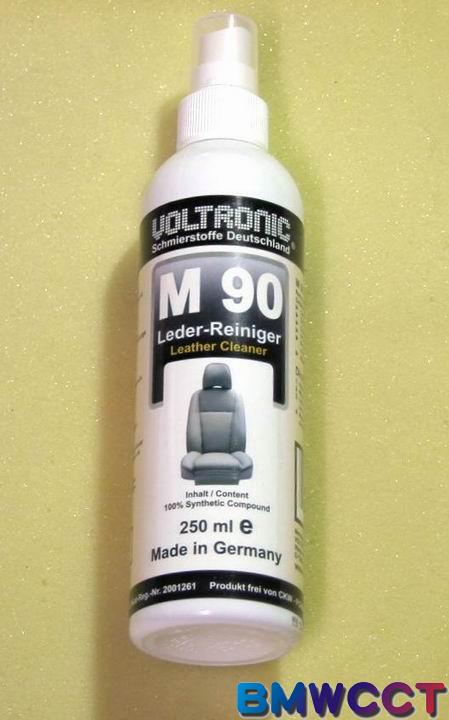 VOLTRONIC®
Schmierstoffe Deutschland
M 90
Leder-Reiniger
Leather Cleaner
Inhalt / Content
100% Synthetic Compound
250 ml e
Made in Germany
Reg.-Nr. 2001261 Produkt frei von CKW
BMWCCT